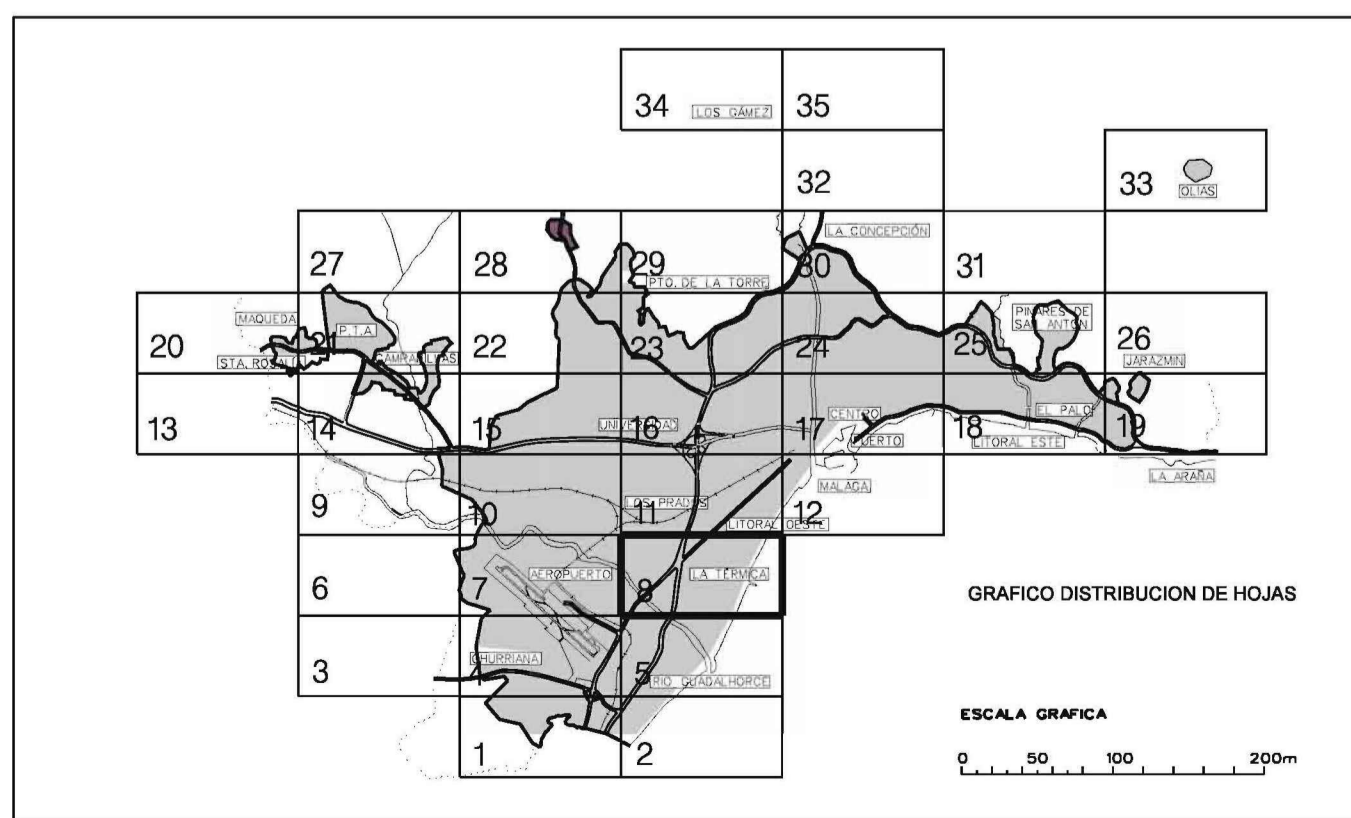 34 LOS GÁMEZ 35
32 33 OLIAS
LA CONCEPCIÓN
27 28 29 30 31
PTO. DE LA TORRE
MAQUEDA P.T.A. PINARES DE
SAN ANTÓN
20 STA. ROSALÍA 21 CAMPANILLAS 22 23 24 25 26
JARAZMIN
UNIVERSIDAD CENTRO EL PALO
13 14 15 16 17 PUERTO 18 LITORAL ESTE 19
LA ARAÑA
MALAGA
LOS PRADOS
9 10 11 LITORAL OESTE 12
AEROPUERTO LA TÉRMICA
6 7 8
GRAFICO DISTRIBUCION DE HOJAS
CHURRIANA
3 4 5 RIO GUADALHORCE
1 2
ESCALA GRAFICA
0 50 100 200m